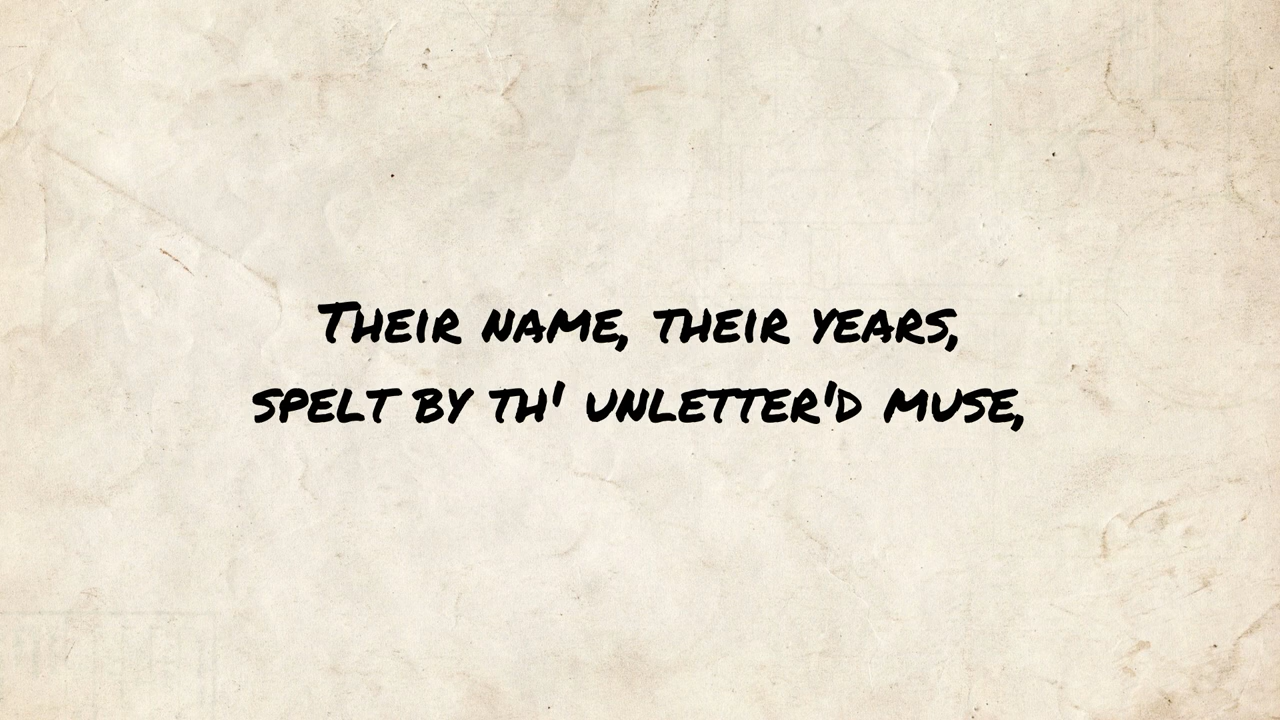 Their name, their years,
spelt by th' unletter'd muse,